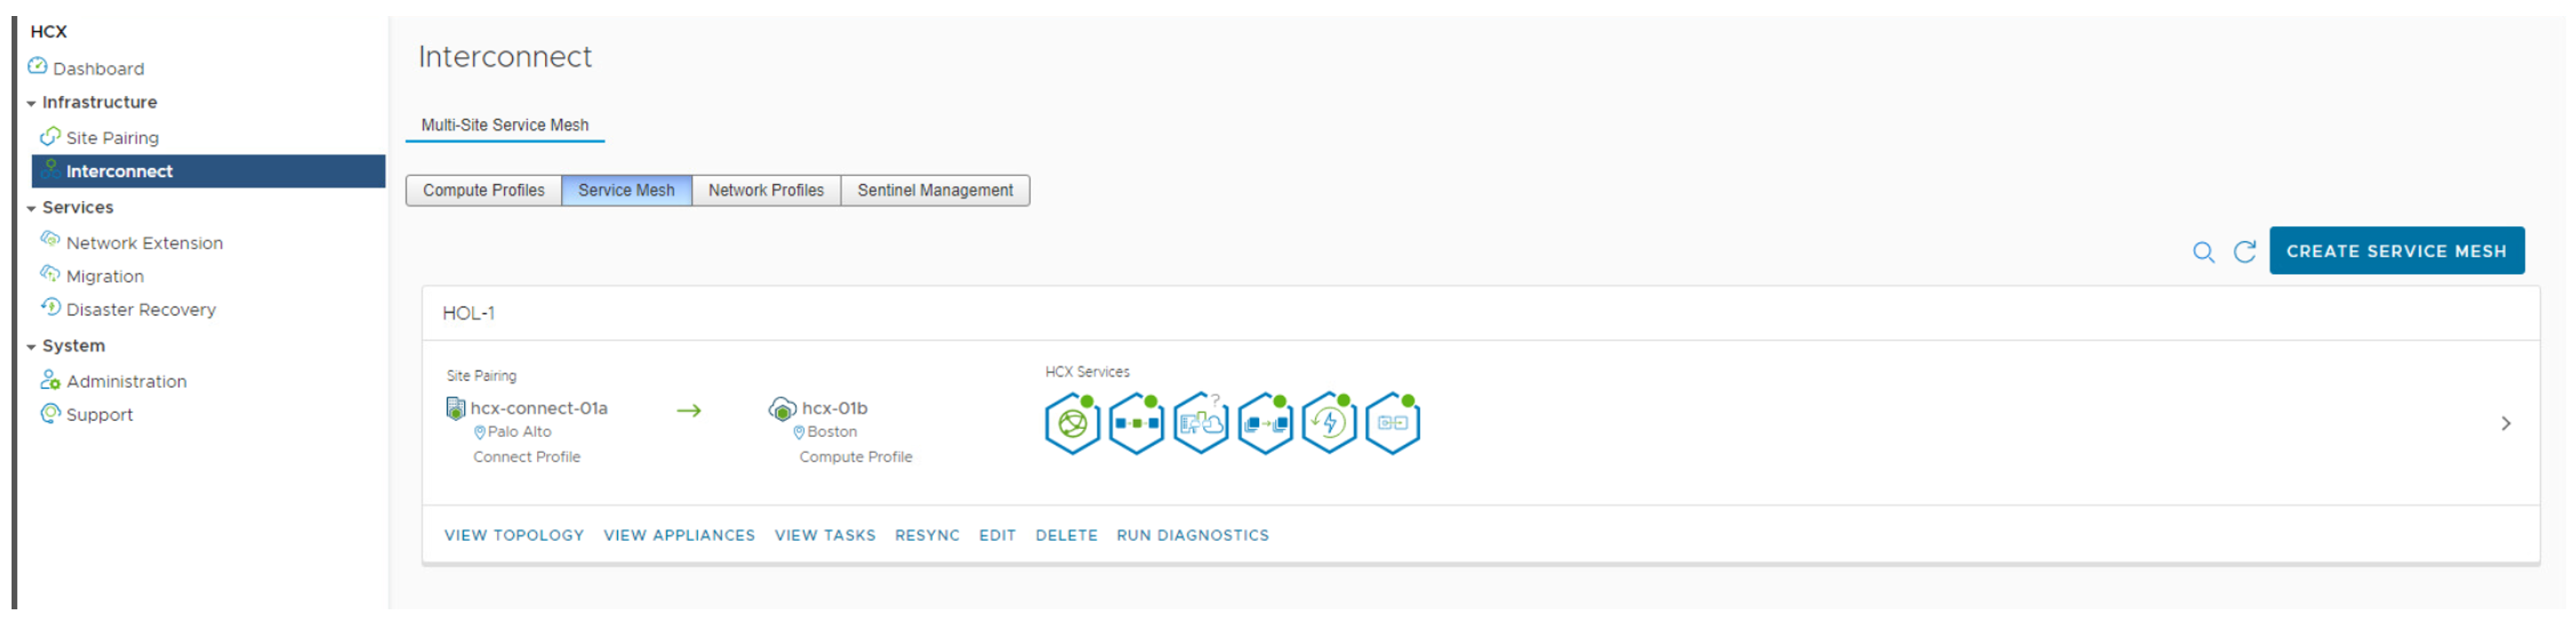 HCX
Dashboard
Infrastructure
Site Pairing
Interconnect
Services
Network Extension
Migration
Disaster Recovery
System
Administration
Support
Interconnect
Multi-Site Service Mesh
Compute Profiles
Service Mesh
Network Profiles
Sentinel Management
CREATE SERVICE MESH
HOL-1
Site Pairing
hcx-connect-01a
Palo Alto
Connect Profile
hcx-01b
Boston
Compute Profile
HCX Services
?
VIEW TOPOLOGY
VIEW APPLIANCES
VIEW TASKS
RESYNC
EDIT
DELETE
RUN DIAGNOSTICS